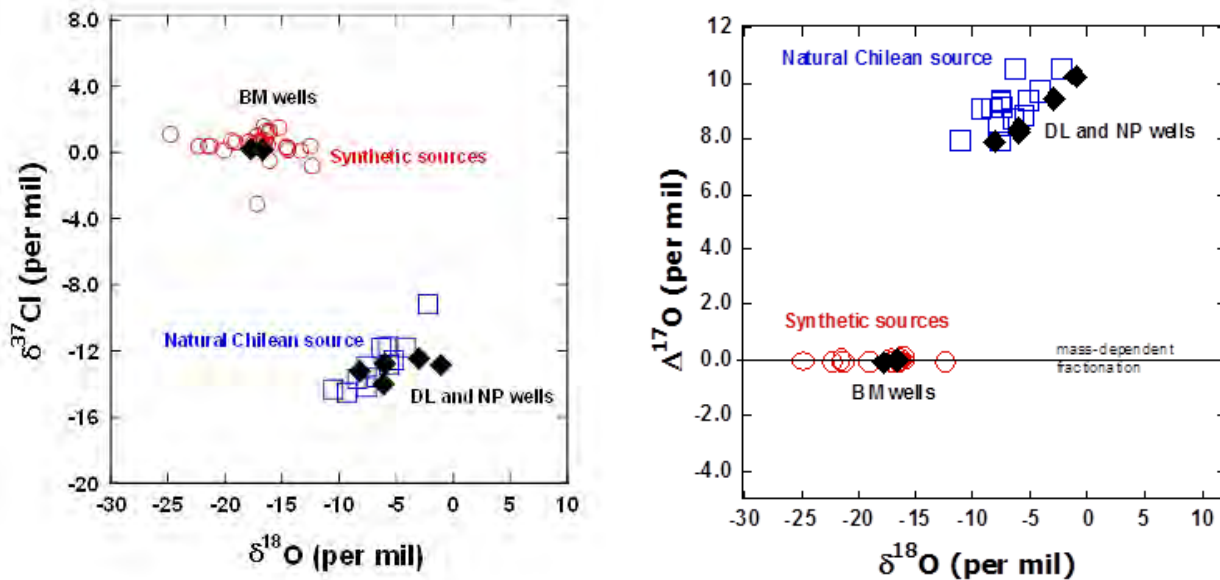 8.0
4.0
0.0
-4.0
-8.0
-12
-16
-20
δ³⁷Cl (per mil)
BM wells
Synthetic sources
Natural Chilean source
DL and NP wells
-30 -25 -20 -15 -10 -5 0 5 10
δ¹⁸O (per mil)
12
10
8.0
6.0
4.0
2.0
0.0
-2.0
-4.0
Δ¹⁷O (per mil)
Natural Chilean source
DL and NP wells
Synthetic sources
mass-dependent
fractionation
BM wells
-30 -25 -20 -15 -10 -5 0 5 10
δ¹⁸O (per mil)